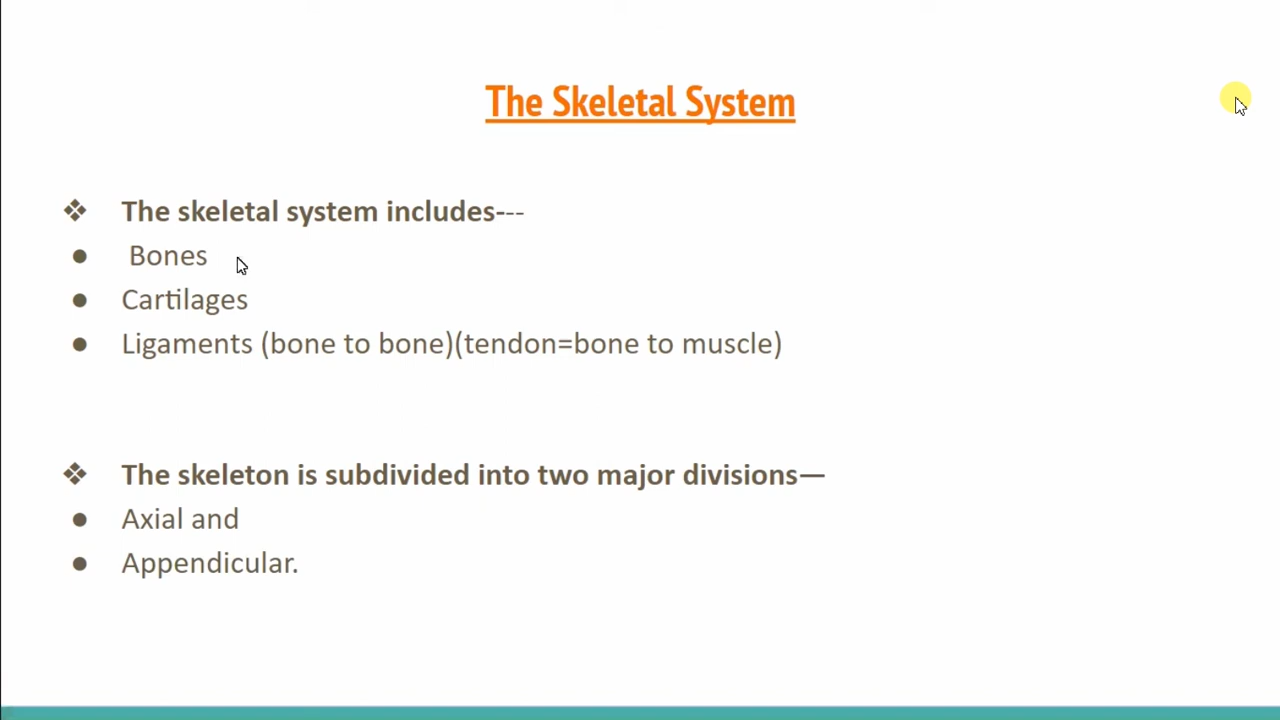 The Skeletal System
❖ The skeletal system includes---
● Bones
● Cartilages
● Ligaments (bone to bone)(tendon=bone to muscle)
❖ The skeleton is subdivided into two major divisions—
● Axial and
● Appendicular.